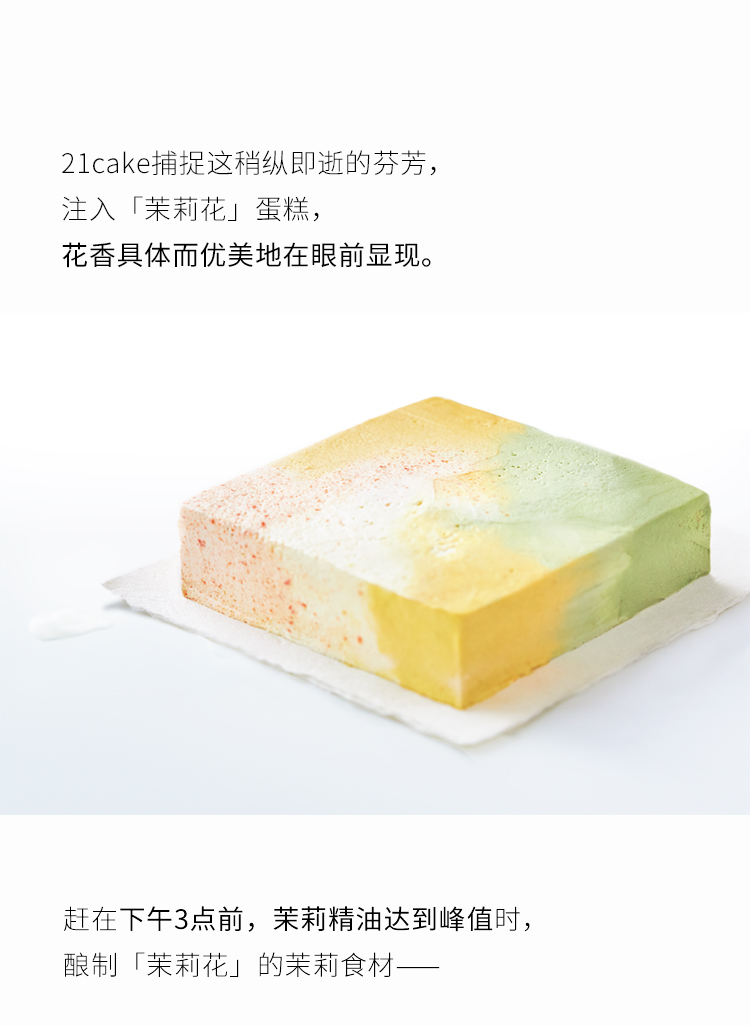 21cake捕捉这稍纵即逝的芬芳，
注入「茉莉花」蛋糕，
花香具体而优美地在眼前显现。
赶在下午3点前，茉莉精油达到峰值时，
酿制「茉莉花」的茉莉食材——